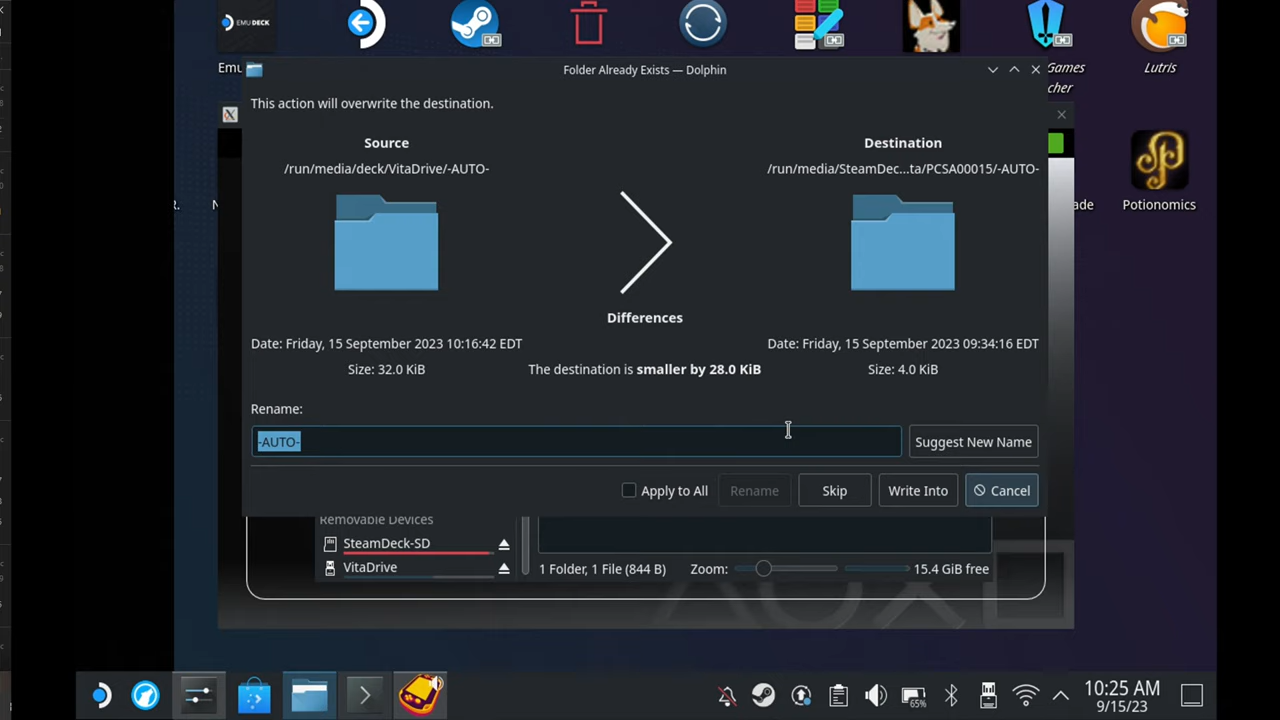 EMU DECK
Emu
Games
cher
Lutris
Folder Already Exists — Dolphin
This action will overwrite the destination.
Source
Destination
/run/media/deck/VitaDrive/-AUTO-
/run/media/SteamDec...ta/PCSA00015/-AUTO-
R.
N
ade
Potionomics
Differences
Date: Friday, 15 September 2023 10:16:42 EDT
Date: Friday, 15 September 2023 09:34:16 EDT
Size: 32.0 KiB
The destination is smaller by 28.0 KiB
Size: 4.0 KiB
Rename:
-AUTO-
Suggest New Name
Apply to All
Rename
Skip
Write Into
Cancel
Removable Devices
SteamDeck-SD
VitaDrive
1 Folder, 1 File (844 B)
Zoom:
15.4 GiB free
65%
10:25 AM
9/15/23